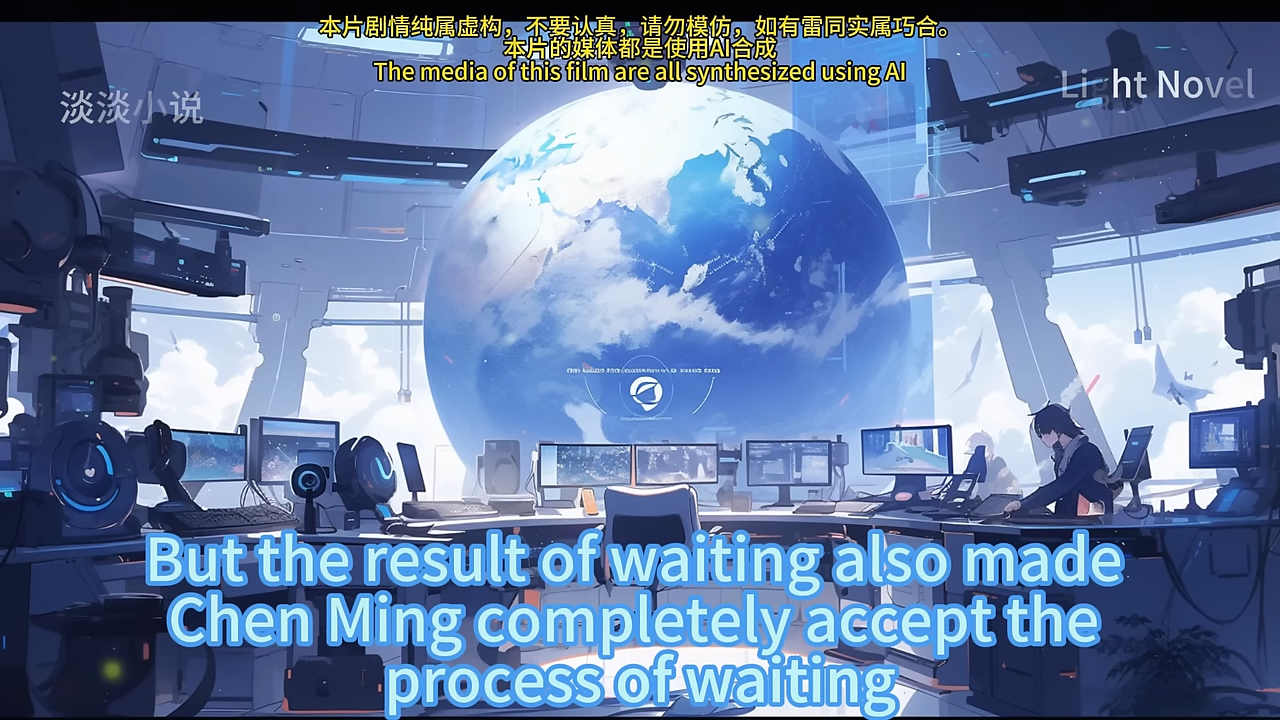 本片剧情纯属虚构，不要认真，请勿模仿，如有雷同实属巧合。
本片的媒体都是使用AI合成
The media of this film are all synthesized using AI
淡淡小说
Light Novel
But the result of waiting also made
Chen Ming completely accept the
process of waiting